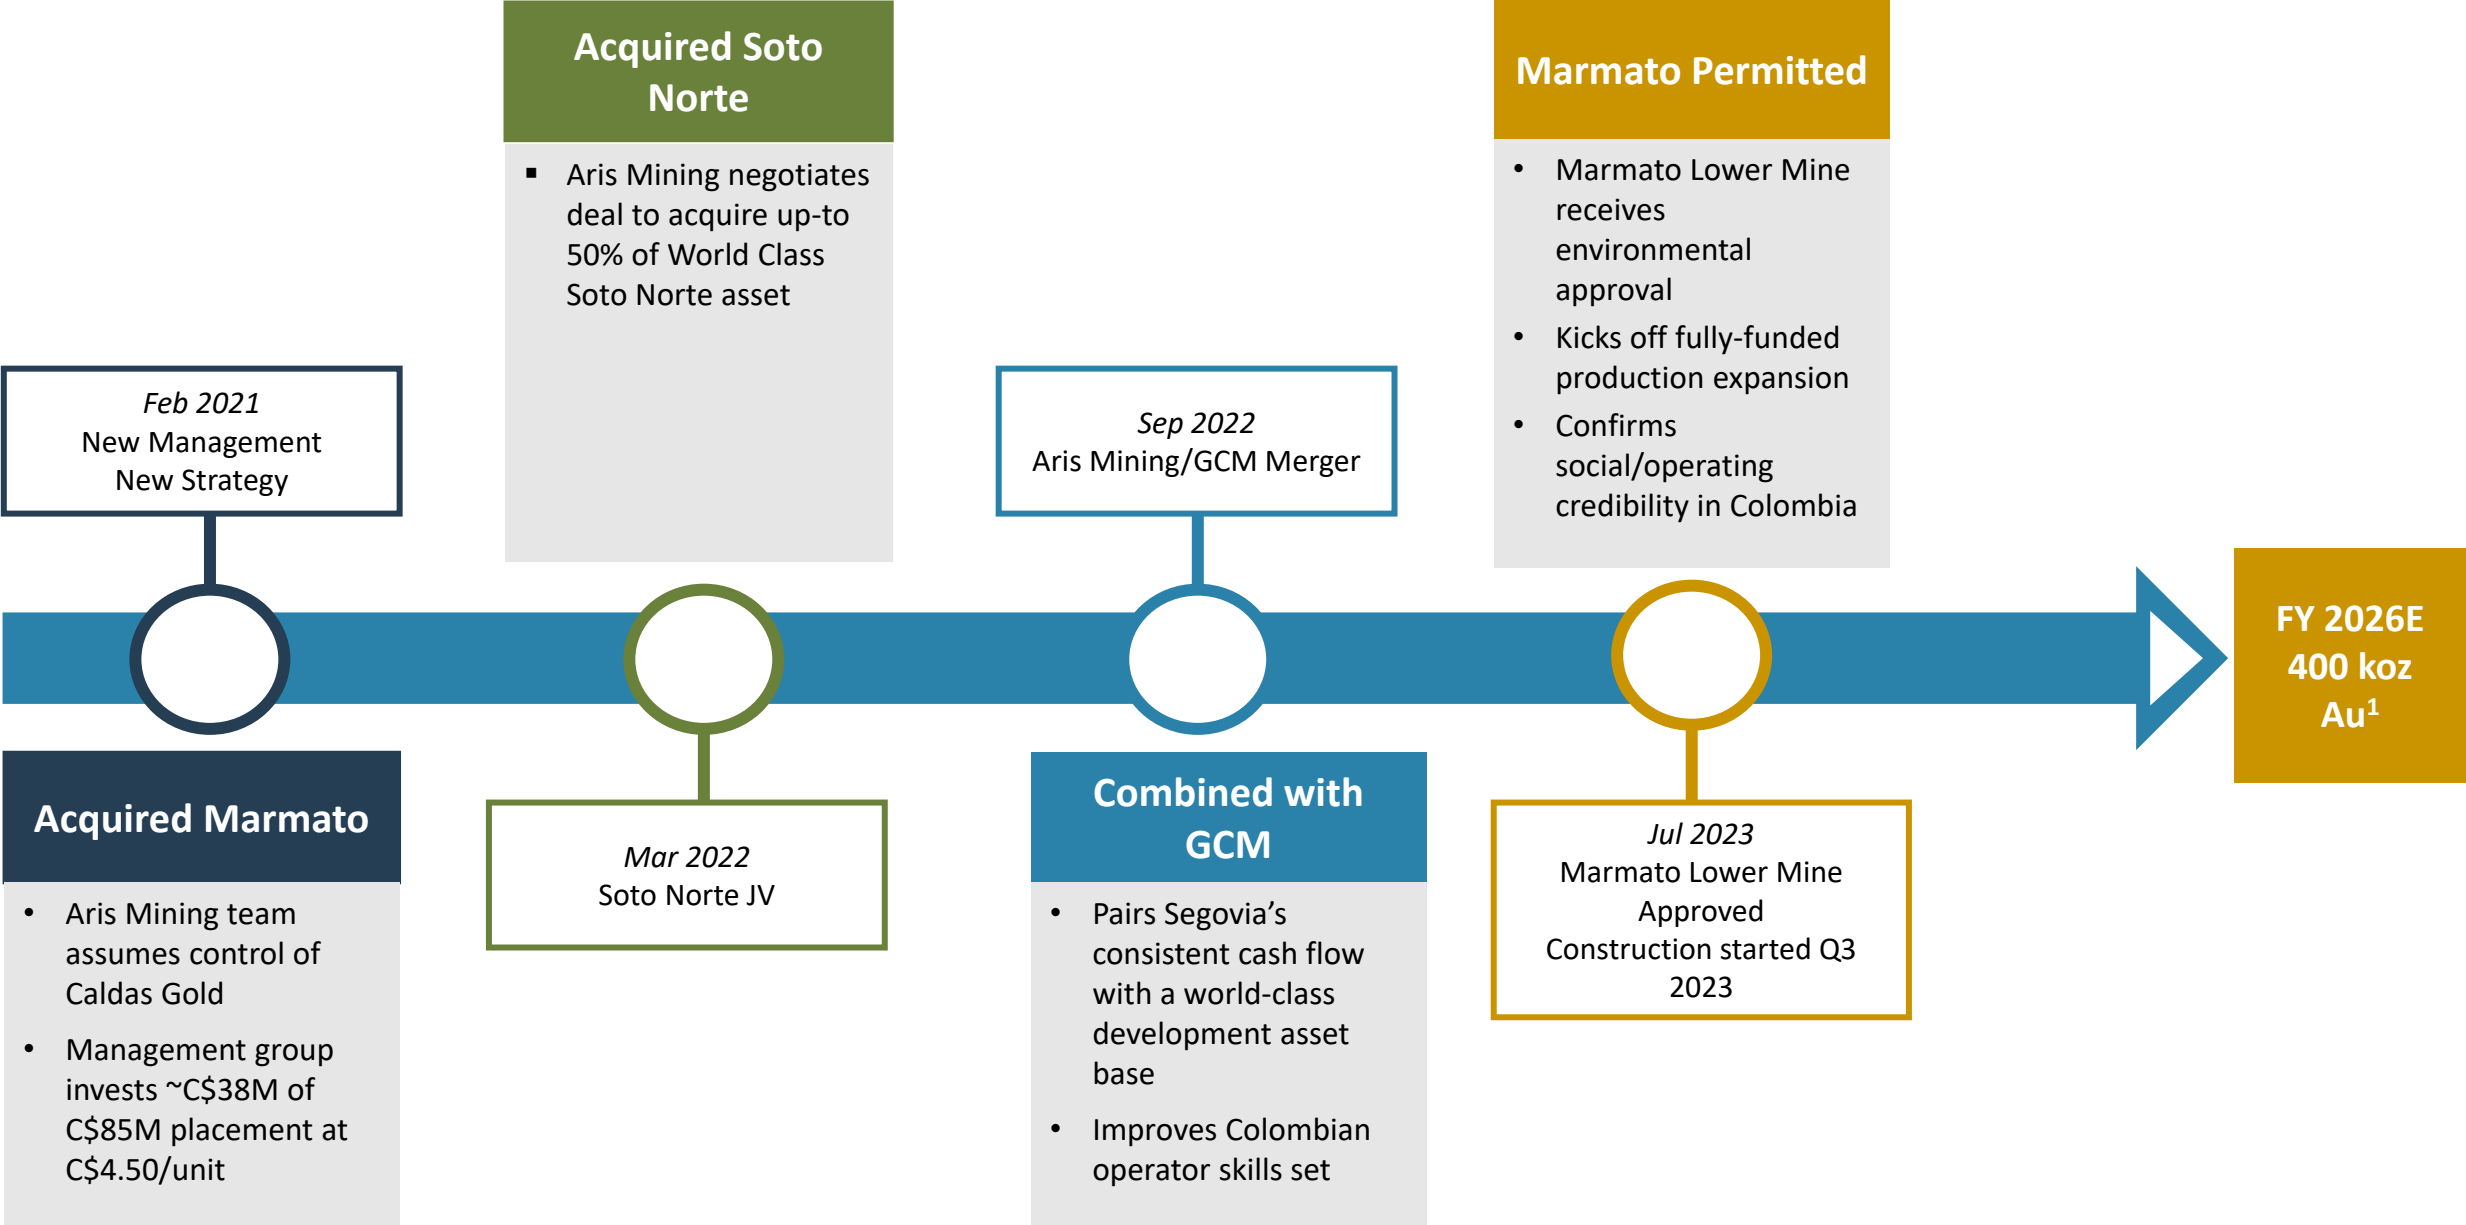 Acquired Soto
Norte
▪ Aris Mining negotiates
deal to acquire up-to
50% of World Class
Soto Norte asset
Marmato Permitted
• Marmato Lower Mine
receives
environmental
approval
• Kicks off fully-funded
production expansion
• Confirms
social/operating
credibility in Colombia
Feb 2021
New Management
New Strategy
Sep 2022
Aris Mining/GCM Merger
FY 2026E
400 koz
Au¹
Acquired Marmato
• Aris Mining team
assumes control of
Caldas Gold
• Management group
invests ~C$38M of
C$85M placement at
C$4.50/unit
Mar 2022
Soto Norte JV
Combined with
GCM
• Pairs Segovia’s
consistent cash flow
with a world-class
development asset
base
• Improves Colombian
operator skills set
Jul 2023
Marmato Lower Mine
Approved
Construction started Q3
2023